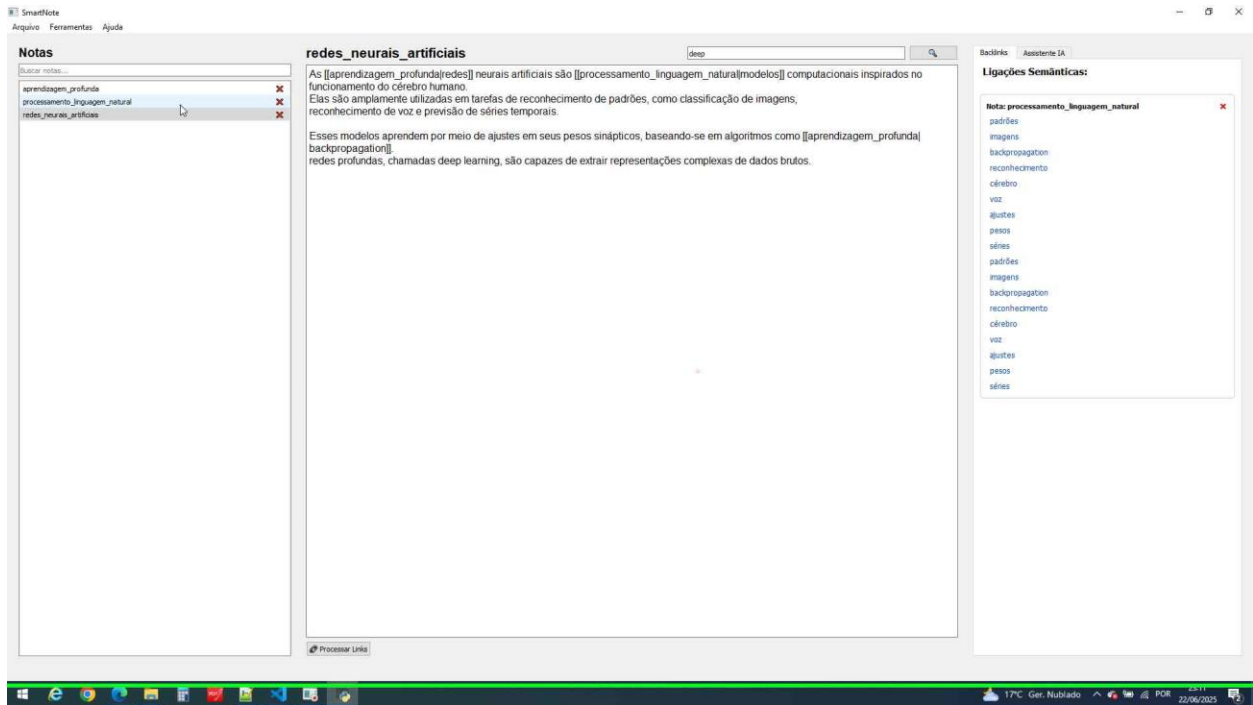 SmartNote
Arquivo Ferramentas Ajuda
Notas
Buscar notas...
aprendizagem_profunda
processamento_linguagem_natural
redes_neurais_artificiais
redes_neurais_artificiais
deep
As [[aprendizagem_profunda|redes]] neurais artificiais são [[processamento_linguagem_natural|modelos]] computacionais inspirados no
funcionamento do cérebro humano.
Elas são amplamente utilizadas em tarefas de reconhecimento de padrões, como classificação de imagens,
reconhecimento de voz e previsão de séries temporais.
Esses modelos aprendem por meio de ajustes em seus pesos sinápticos, baseando-se em algoritmos como [[aprendizagem_profunda|
backpropagation]].
redes profundas, chamadas deep learning, são capazes de extrair representações complexas de dados brutos.
Processar Links
Backlinks Assistente IA
Ligações Semânticas:
Nota: processamento_linguagem_natural
padrões
imagens
backpropagation
reconhecimento
cérebro
voz
ajustes
pesos
séries
padrões
imagens
backpropagation
reconhecimento
cérebro
voz
ajustes
pesos
séries
17°C Ger. Nublado
POR
23:11
22/06/2025